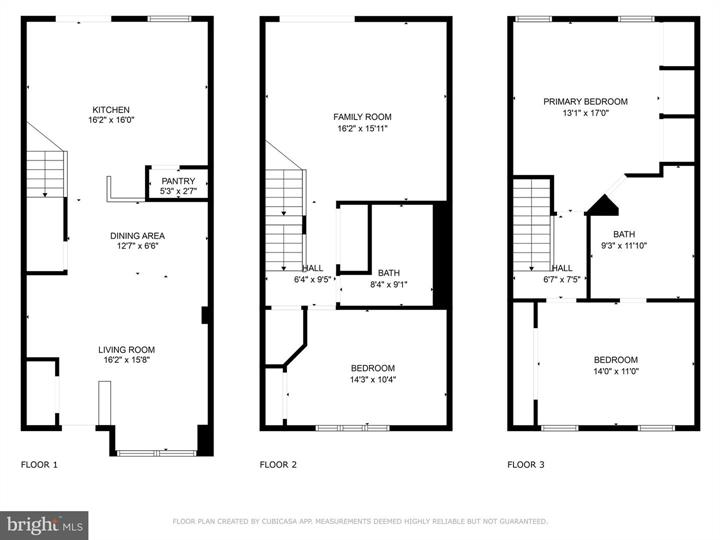 KITCHEN
16'2" x 16'0"
PANTRY
5'3" x 2'7"
DINING AREA
12'7" x 6'6"
LIVING ROOM
16'2" x 15'8"
FLOOR 1
FAMILY ROOM
16'2" x 15'11"
HALL
6'4" x 9'5"
BATH
8'4" x 9'1"
BEDROOM
14'3" x 10'4"
FLOOR 2
PRIMARY BEDROOM
13'1" x 17'0"
BATH
9'3" x 11'10"
HALL
6'7" x 7'5"
BEDROOM
14'0" x 11'0"
FLOOR 3
FLOOR PLAN CREATED BY CUBICASA APP. MEASUREMENTS DEEMED HIGHLY RELIABLE BUT NOT GUARANTEED.
bright MLS